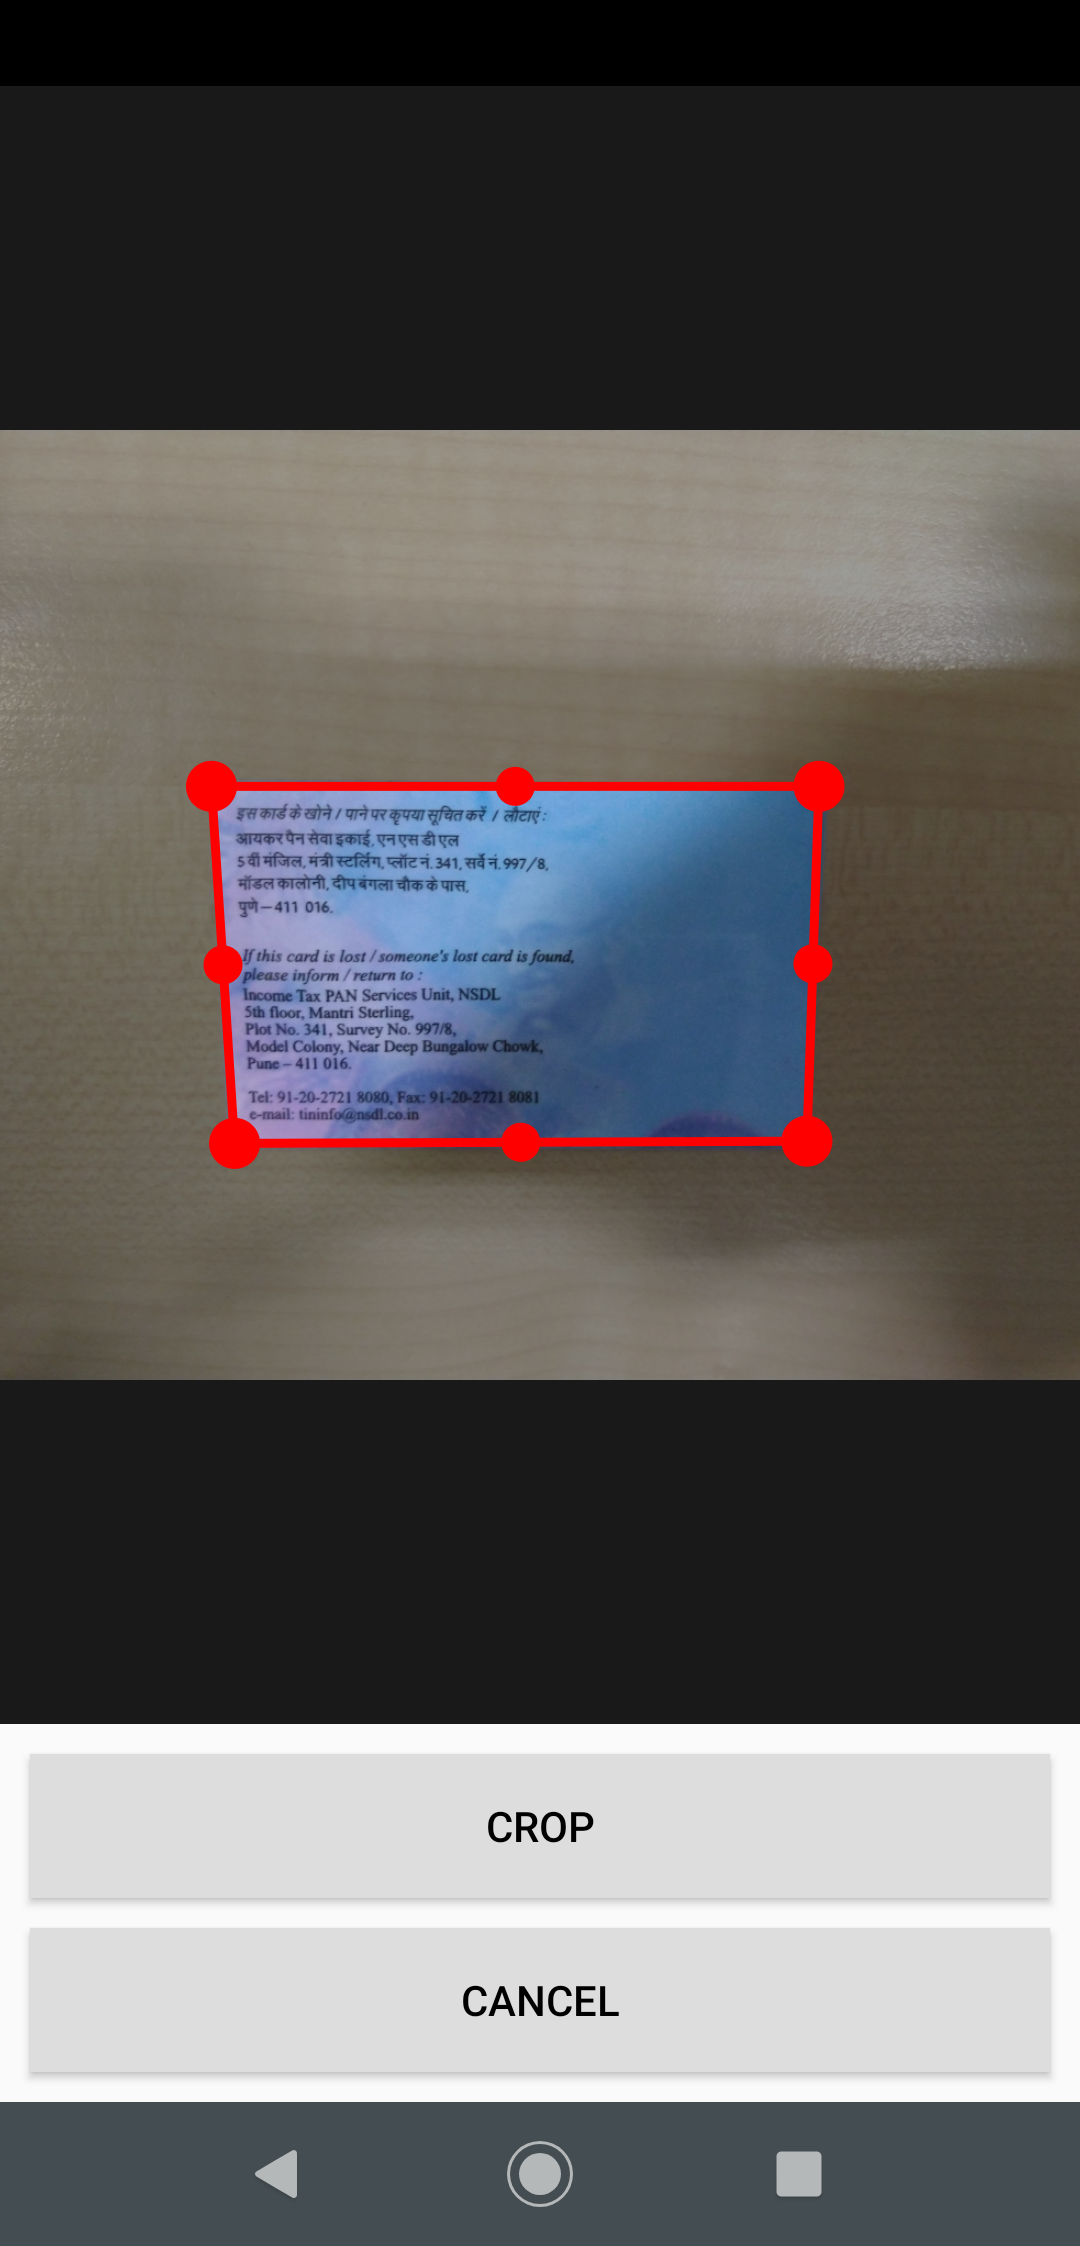 इस कार्ड के खोने / पाने पर कृपया सूचित करें / लौटाएं :
आयकर पैन सेवा इकाई, एन एस डी एल
5 वीं मंजिल, मंत्री स्टर्लिंग, प्लॉट नं. 341, सर्वे नं. 997/8,
मॉडल कालोनी, दीप बंगला चौक के पास,
पुणे – 411 016.
If this card is lost / someone's lost card is found,
please inform / return to :
Income Tax PAN Services Unit, NSDL
5th floor, Mantri Sterling,
Plot No. 341, Survey No. 997/8,
Model Colony, Near Deep Bungalow Chowk,
Pune – 411 016.
Tel: 91-20-2721 8080, Fax: 91-20-2721 8081
e-mail: tininfo@nsdl.co.in
CROP
CANCEL